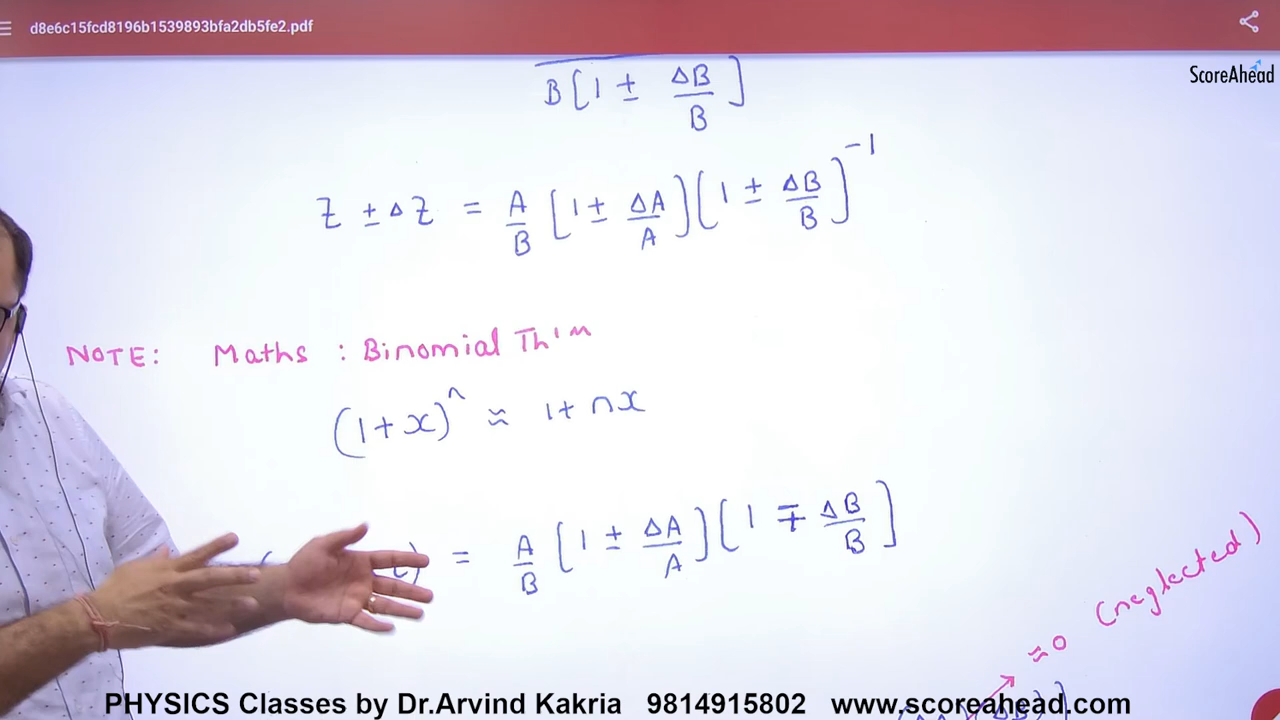 d8e6c15fcd8196b1539893bfa2db5fe2.pdf
ScoreAhead
B[1 ± ΔB/B]
Z ± ΔZ = A/B [1 ± ΔA/A) (1 ± ΔB/B]⁻¹
NOTE: Maths : Binomial Thm
(1+x)ⁿ ≈ 1+nx
= A/B [1 ± ΔA/A) [1 ∓ ΔB/B]
≈0 (neglected)
PHYSICS Classes by Dr.Arvind Kakria 9814915802 www.scoreahead.com